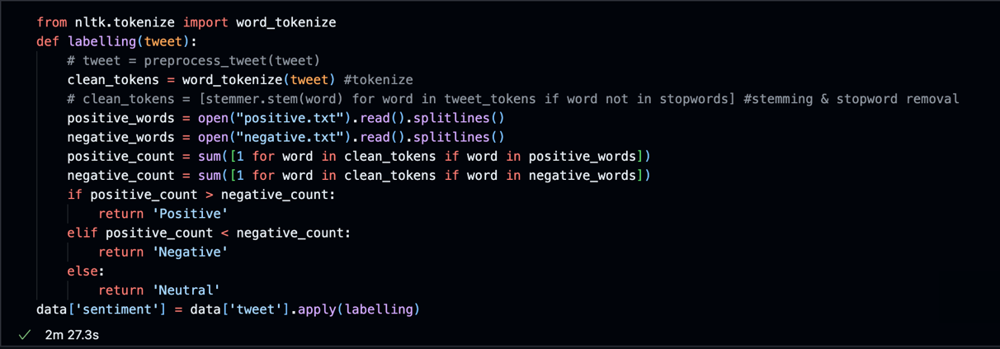 from nltk.tokenize import word_tokenize
def labelling(tweet):
    # tweet = preprocess_tweet(tweet)
    clean_tokens = word_tokenize(tweet) #tokenize
    # clean_tokens = [stemmer.stem(word) for word in tweet_tokens if word not in stopwords] #stemming & stopword removal
    positive_words = open("positive.txt").read().splitlines()
    negative_words = open("negative.txt").read().splitlines()
    positive_count = sum([1 for word in clean_tokens if word in positive_words])
    negative_count = sum([1 for word in clean_tokens if word in negative_words])
    if positive_count > negative_count:
        return 'Positive'
    elif positive_count < negative_count:
        return 'Negative'
    else:
        return 'Neutral'
data['sentiment'] = data['tweet'].apply(labelling)
✓ 2m 27.3s